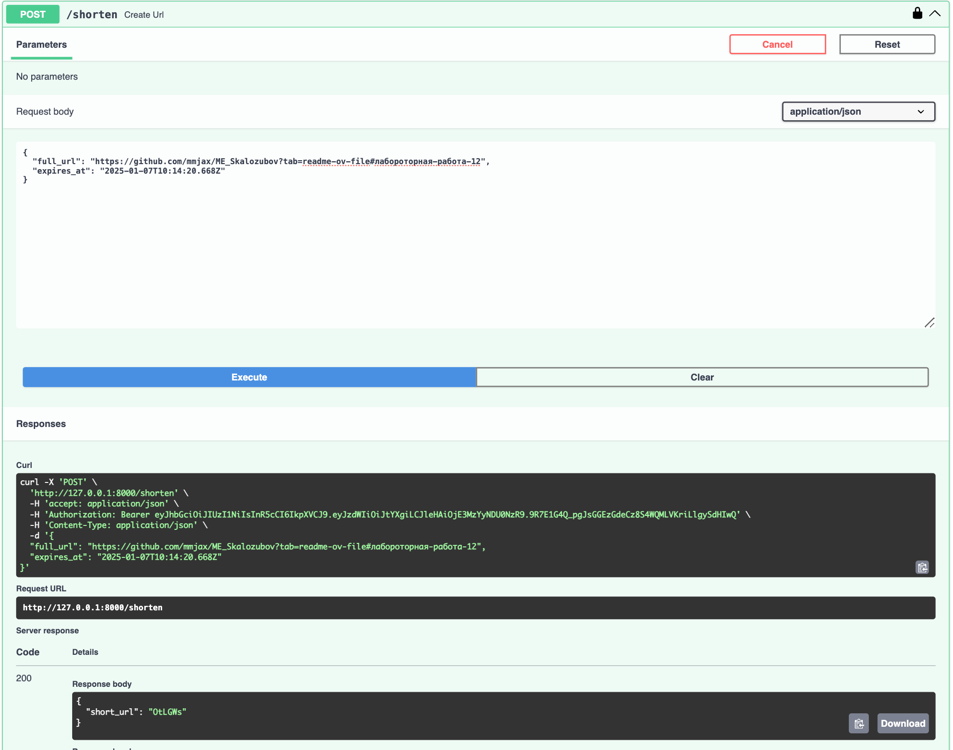 POST /shorten Create Url
Parameters
Cancel
Reset
No parameters
Request body
application/json
{
"full_url": "https://github.com/mmjax/ME_Skalozubov?tab=readme-ov-file#лабороторная-работа-12",
"expires_at": "2025-01-07T10:14:20.668Z"
}
Execute
Clear
Responses
Curl
curl -X 'POST' \
'http://127.0.0.1:8000/shorten' \
-H 'accept: application/json' \
-H 'Authorization: Bearer eyJhbGciOiJIUzI1NiIsInR5cCI6IkpXVCJ9.eyJzdWIiOiJtYXgiLCJleHAiOjE3MzYyNDU0NzR9.9R7E1G4Q_pgJsGGEzGdeCz8S4WQMLVKriLlgySdHIwQ' \
-H 'Content-Type: application/json' \
-d '{
"full_url": "https://github.com/mmjax/ME_Skalozubov?tab=readme-ov-file#лабороторная-работа-12",
"expires_at": "2025-01-07T10:14:20.668Z"
}'
Request URL
http://127.0.0.1:8000/shorten
Server response
Code
Details
200
Response body
{
"short_url": "OtLGWs"
}
Download